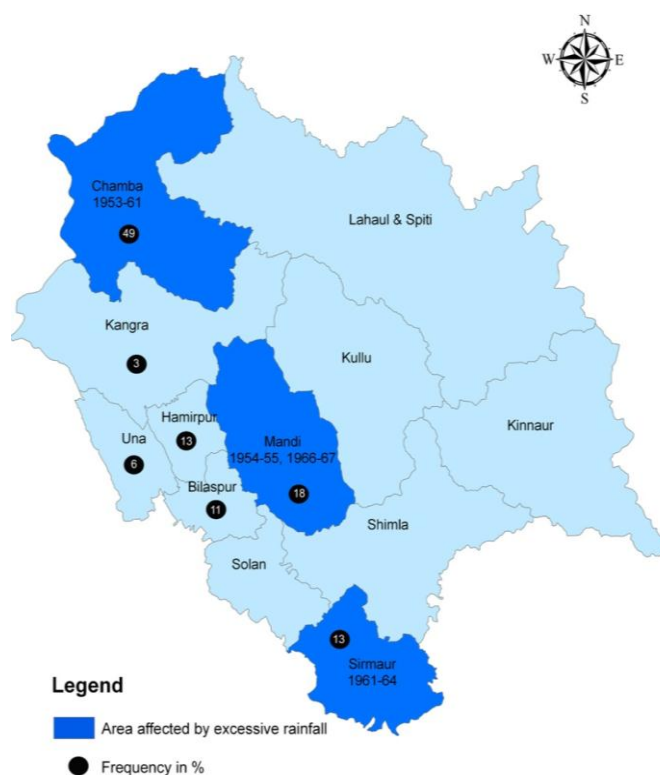 N
W E
S
Chamba
1953-61
49
Lahaul & Spiti
Kangra
3
Kullu
Hamirpur
13
Una
6
Mandi
1954-55, 1966-67
18
Kinnaur
Bilaspur
11
Shimla
Solan
13
Sirmaur
1961-64
Legend
Area affected by excessive rainfall
Frequency in %